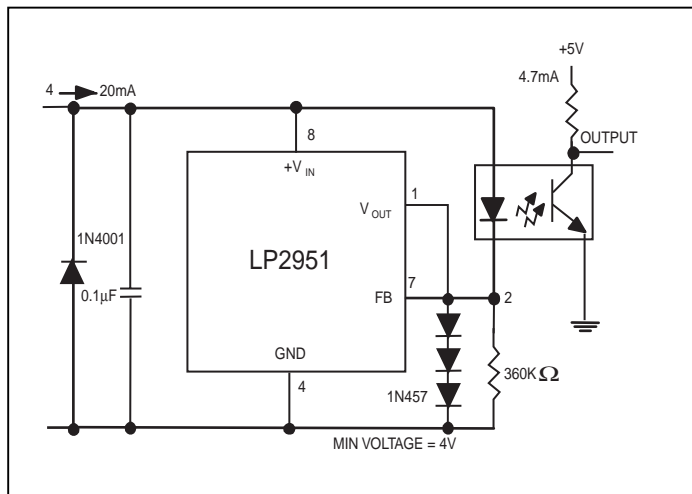 +5V
4.7mA
4 20mA
OUTPUT
8
+V IN
1
V OUT
1N4001
LP2951
7
FB
2
0.1µF
GND
360KΩ
4
1N457
MIN VOLTAGE = 4V